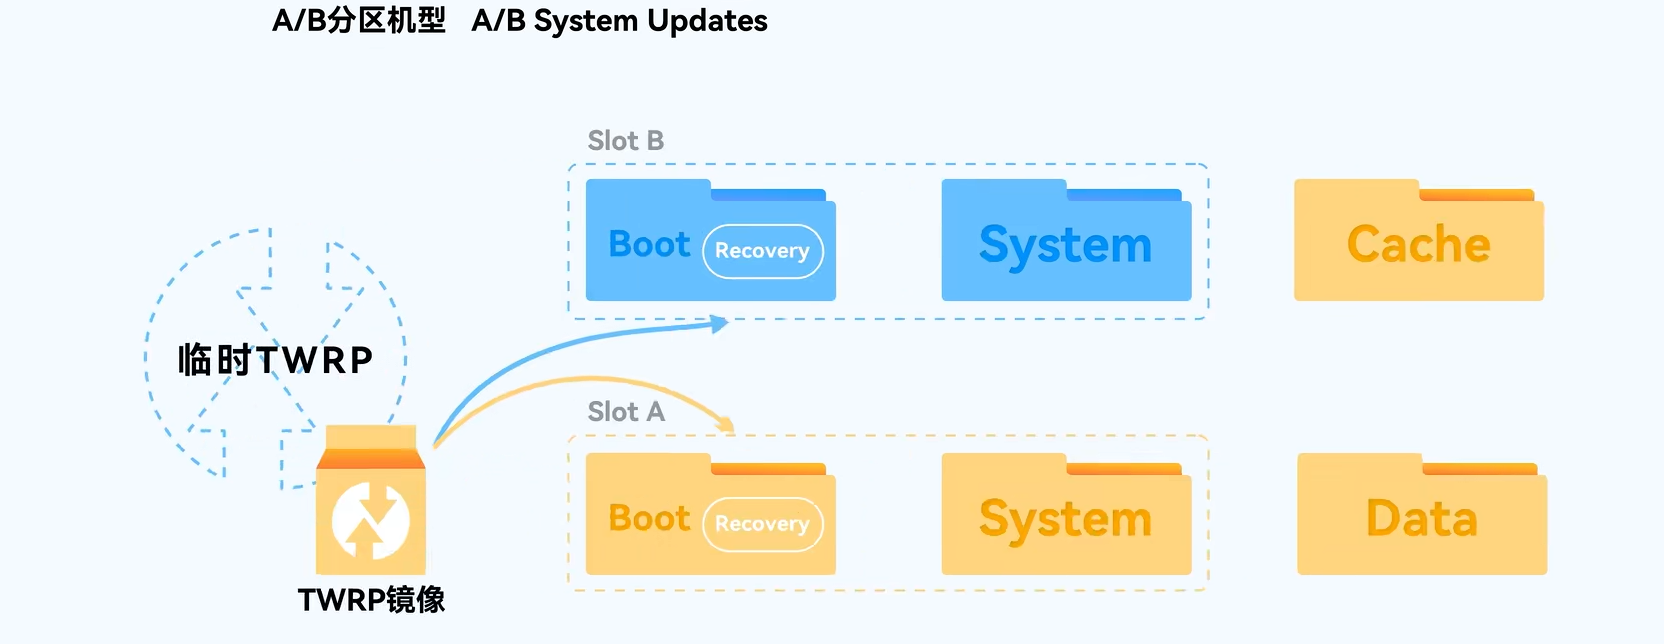 A/B分区机型 A/B System Updates
Slot B
Boot Recovery
System
Cache
临时TWRP
Slot A
Boot Recovery
System
Data
TWRP镜像